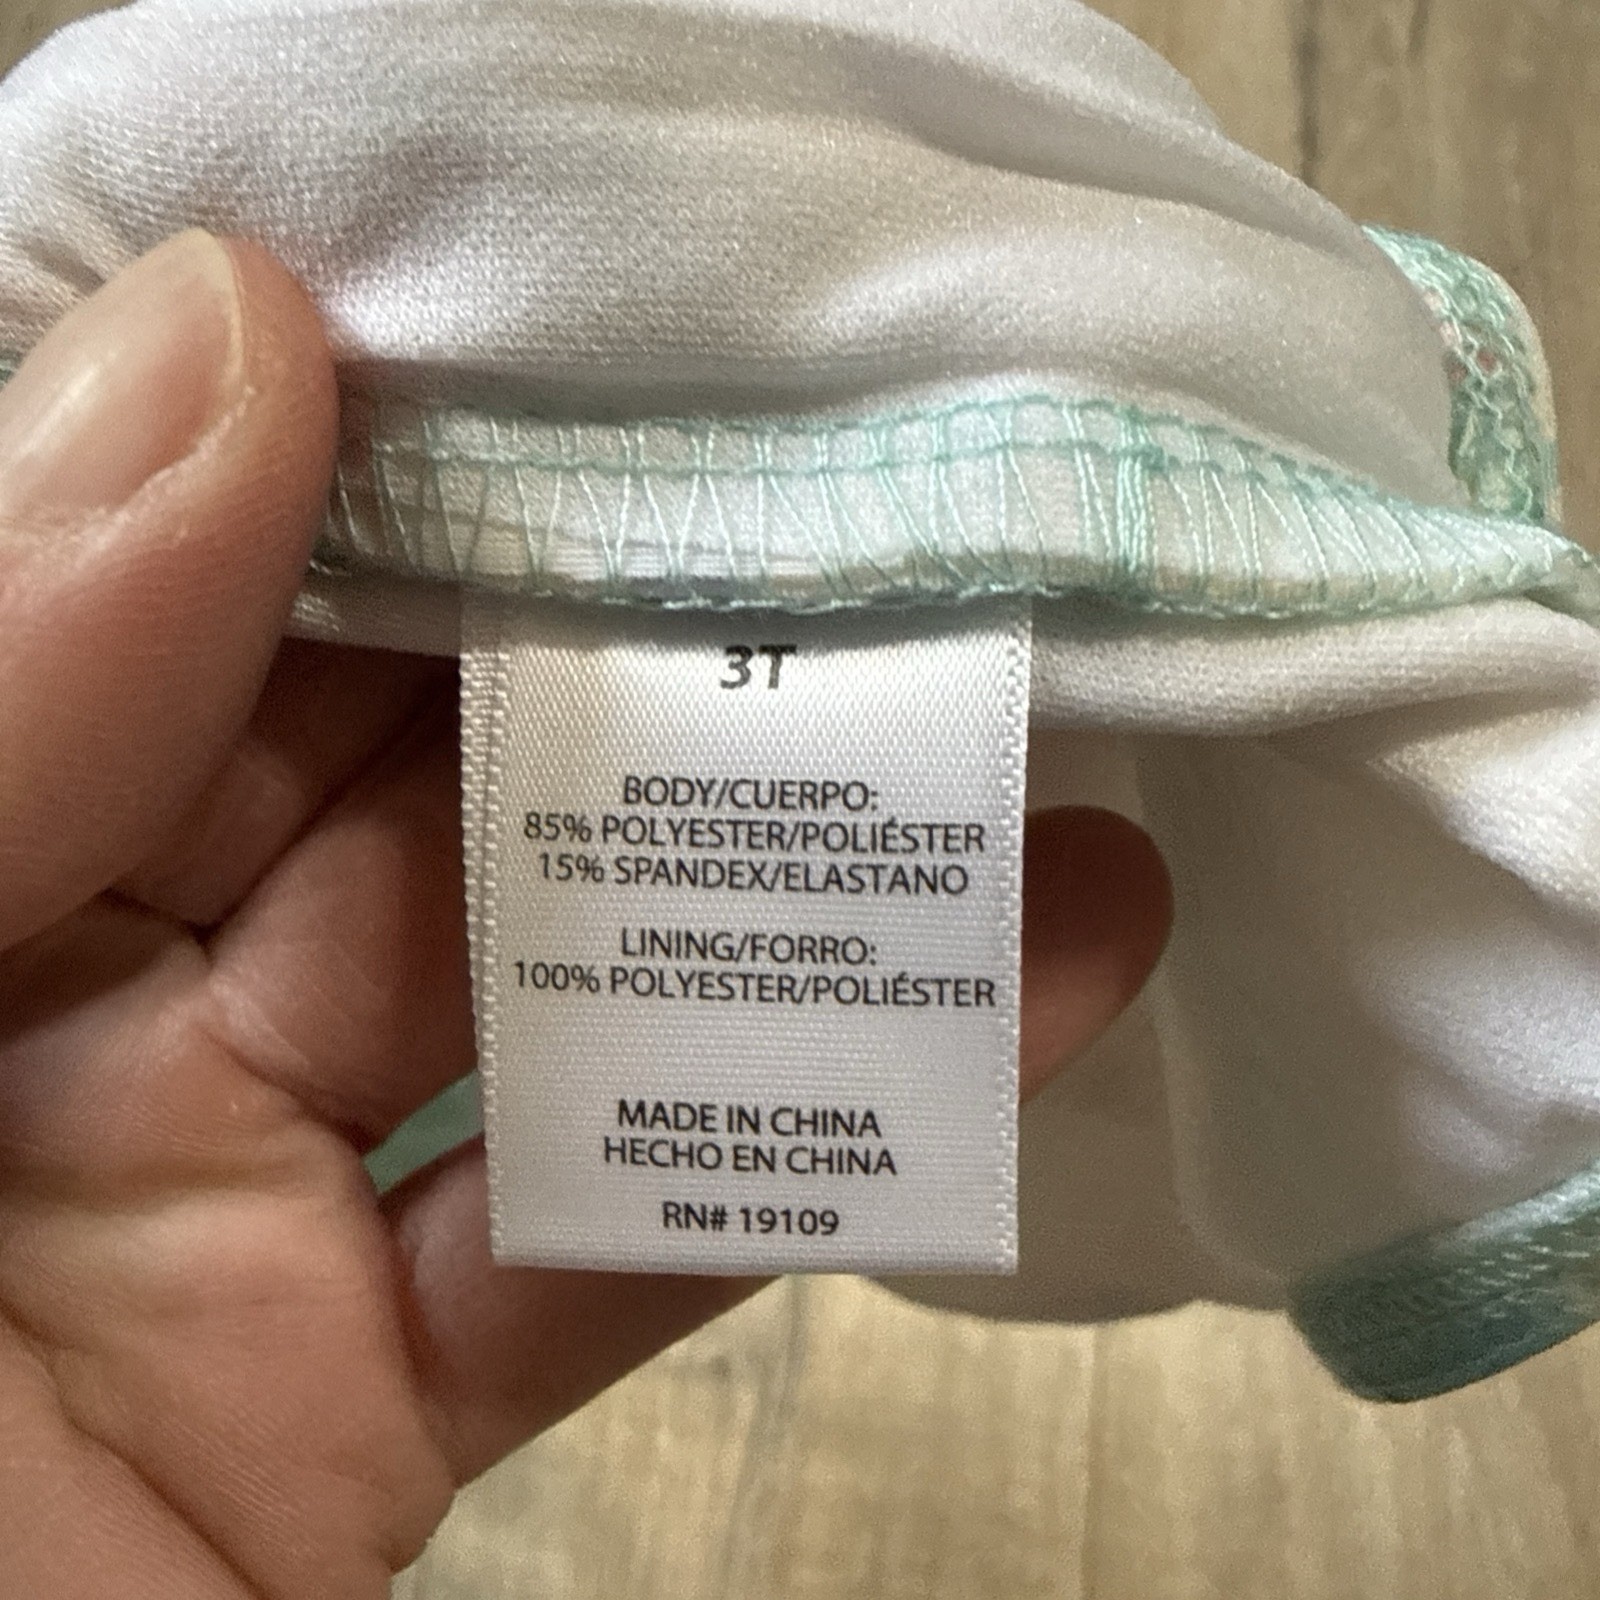 3T
BODY/CUERPO:
85% POLYESTER/POLIÉSTER
15% SPANDEX/ELASTANO
LINING/FORRO:
100% POLYESTER/POLIÉSTER
MADE IN CHINA
HECHO EN CHINA
RN# 19109